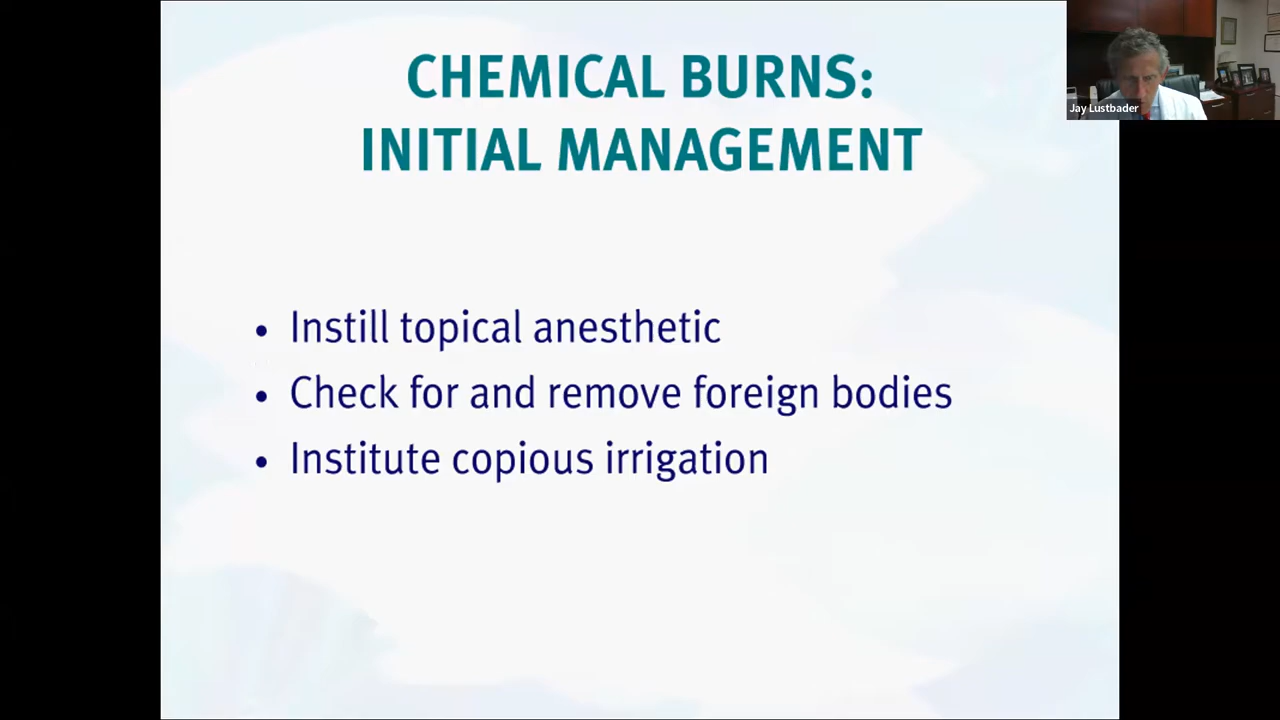 CHEMICAL BURNS:
INITIAL MANAGEMENT
• Instill topical anesthetic
• Check for and remove foreign bodies
• Institute copious irrigation
Jay Lustbader